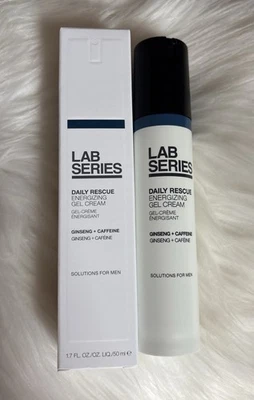 LAB
SERIES
DAILY RESCUE
ENERGIZING
GEL CREAM
GEL-CRÈME
ÉNERGISANT
GINSENG + CAFFEINE
GINSENG + CAFÉINE
SOLUTIONS FOR MEN
1.7 FL.OZ./OZ. LIQ./50 ml ℮
LAB
SERIES
DAILY RESCUE
ENERGIZING
GEL CREAM
GEL-CRÈME
ÉNERGISANT
GINSENG + CAFFEINE
GINSENG + CAFÉINE
SOLUTIONS FOR MEN